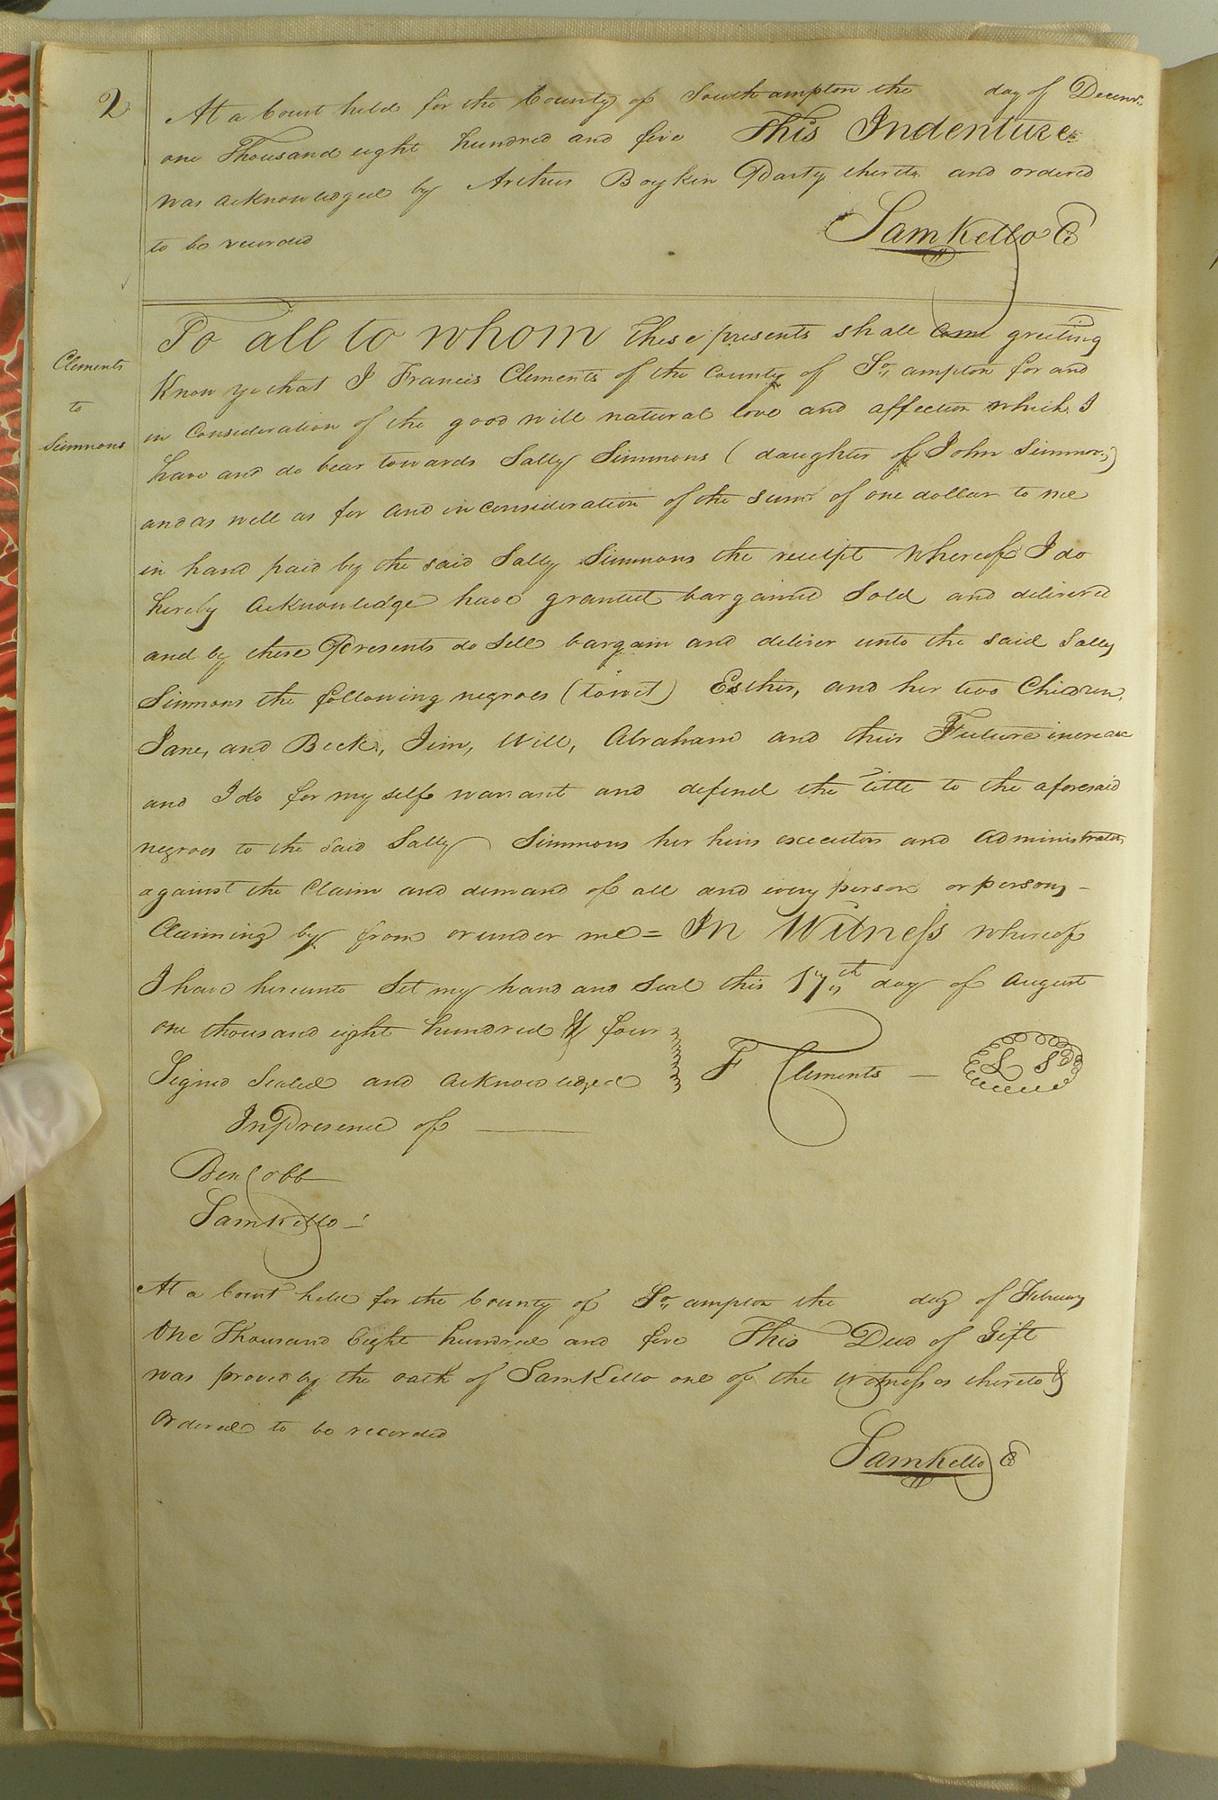 2
At a Court held for the County of Southampton the day of Decemr.
one Thousand eight hundred and five This Indenture
was acknowledged by Arthur Boykin Party thereto and ordered
to be recorded
Sam Kello C
Clements
to
Simmons
To all to whom these presents shall Come greeting
Know ye that I Francis Clements of the County of So,,ampton for and
in Consideration of the good will natural love and affection which I
have and do bear towards Sally Simmons (daughter of John Simmons)
and as well as for and in consideration of the sum of one dollar to me
in hand paid by the said Sally Simmons the receipt whereof I do
hereby acknowledge have granted bargained Sold and delivered
and by these Presents do Sell bargain and deliver unto the said Sally
Simmons the following negroes (towit) Esther, and her two Children,
Jane, and Beck, Jim, Will, Abraham and their Future increase
and I do for my self warrant and defend the title to the aforesaid
negroes to the said Sally Simmons her heirs executors and Administrators
against the Claim and demand of all and every person or persons -
Claiming by from or under me = In Witness whereof
I have hereunto Set my hand and Seal this 17,,th day of August
one thousand eight hundred & four
Signed Sealed and Acknowledged
F Clements — L S
In Presence of ———
Ben Cobb
Sam Kello -
At a Court held for the County of So,,ampton the day of February
One Thousand Eight hundred and five This Deed of Gift
was proved by the oath of Sam Kello one of the witnesses thereto &
Ordered to be recorded
Sam Kello C